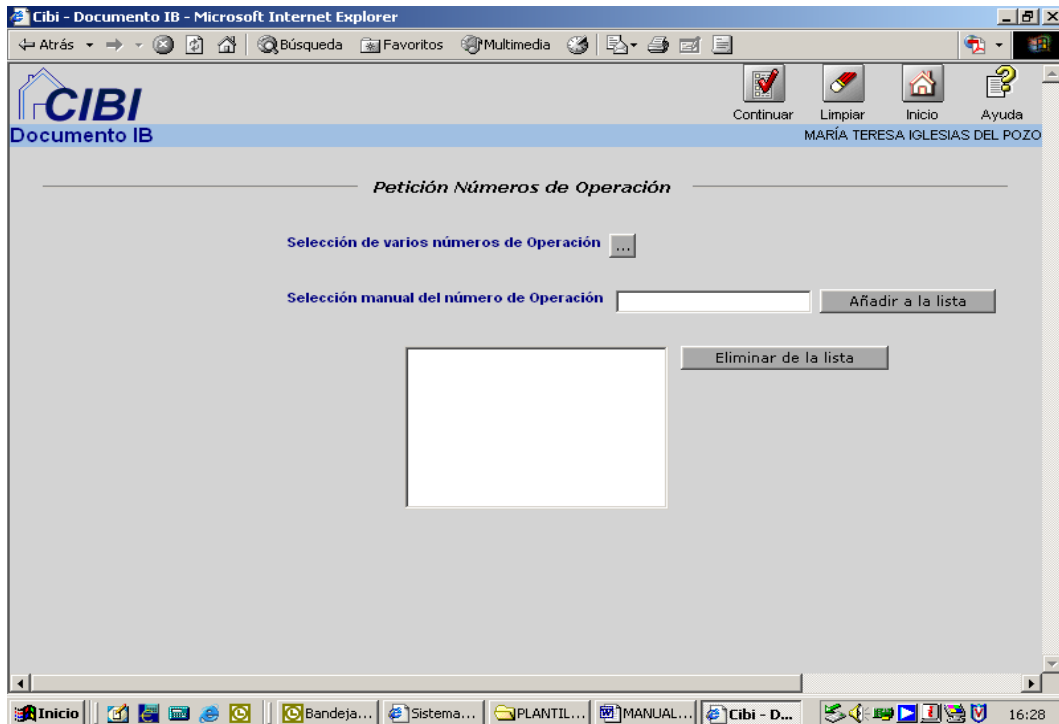 Cibi - Documento IB - Microsoft Internet Explorer
Atrás Búsqueda Favoritos Multimedia
CIBI
Continuar Limpiar Inicio Ayuda
Documento IB MARÍA TERESA IGLESIAS DEL POZO
Petición Números de Operación
Selección de varios números de Operación ...
Selección manual del número de Operación Añadir a la lista
Eliminar de la lista
Inicio Bandeja... Sistema... PLANTIL... MANUAL... Cibi - D... 16:28